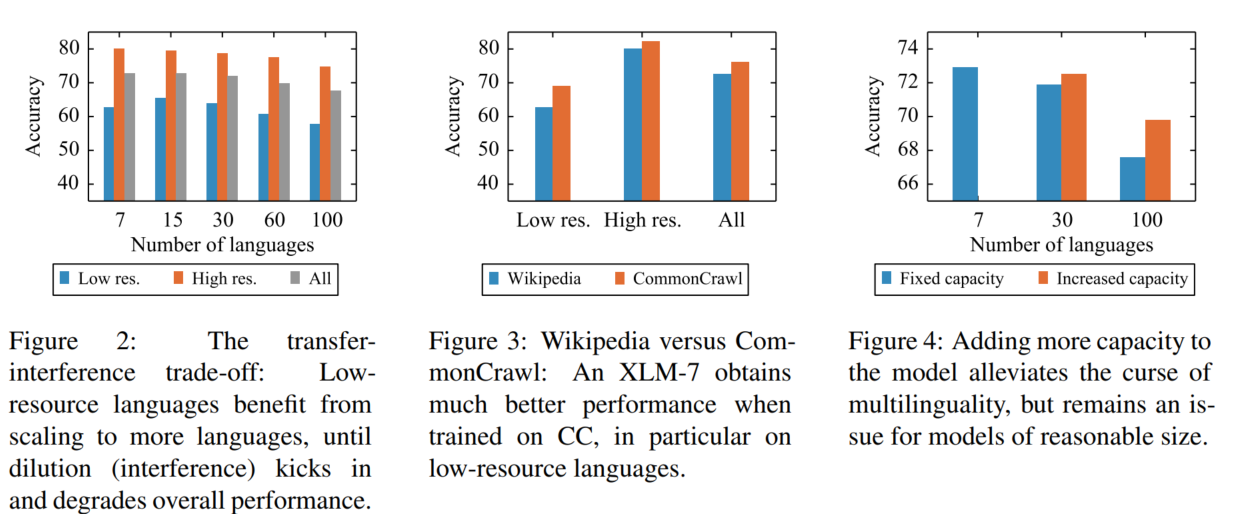 Accuracy
80
70
60
50
40
7 15 30 60 100
Number of languages
Low res. High res. All
Figure 2: The transfer-
interference trade-off: Low-
resource languages benefit from
scaling to more languages, until
dilution (interference) kicks in
and degrades overall performance.
Accuracy
80
70
60
50
40
Low res. High res. All
Wikipedia CommonCrawl
Figure 3: Wikipedia versus Com-
monCrawl: An XLM-7 obtains
much better performance when
trained on CC, in particular on
low-resource languages.
Accuracy
74
72
70
68
66
7 30 100
Number of languages
Fixed capacity Increased capacity
Figure 4: Adding more capacity to
the model alleviates the curse of
multilinguality, but remains an is-
sue for models of reasonable size.